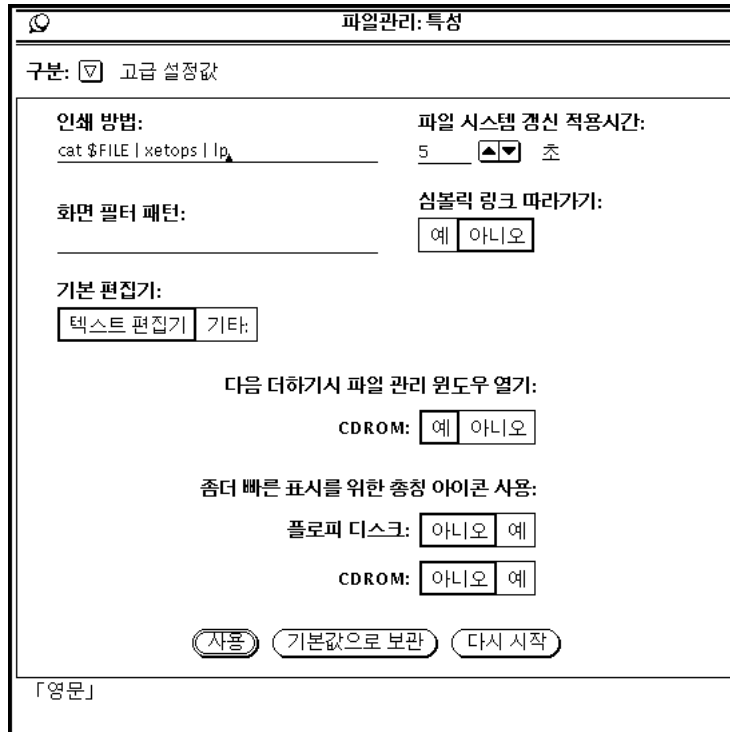 파일관리: 특성
구분: 고급 설정값
인쇄 방법:
cat $FILE | xetops | lp
파일 시스템 갱신 적용시간:
5 초
화면 필터 패턴:
심볼릭 링크 따라가기:
예 아니오
기본 편집기:
텍스트 편집기 기타:
다음 더하기시 파일 관리 윈도우 열기:
CDROM: 예 아니오
좀더 빠른 표시를 위한 총칭 아이콘 사용:
플로피 디스크: 아니오 예
CDROM: 아니오 예
사용 기본값으로 보관 다시 시작
「영문」